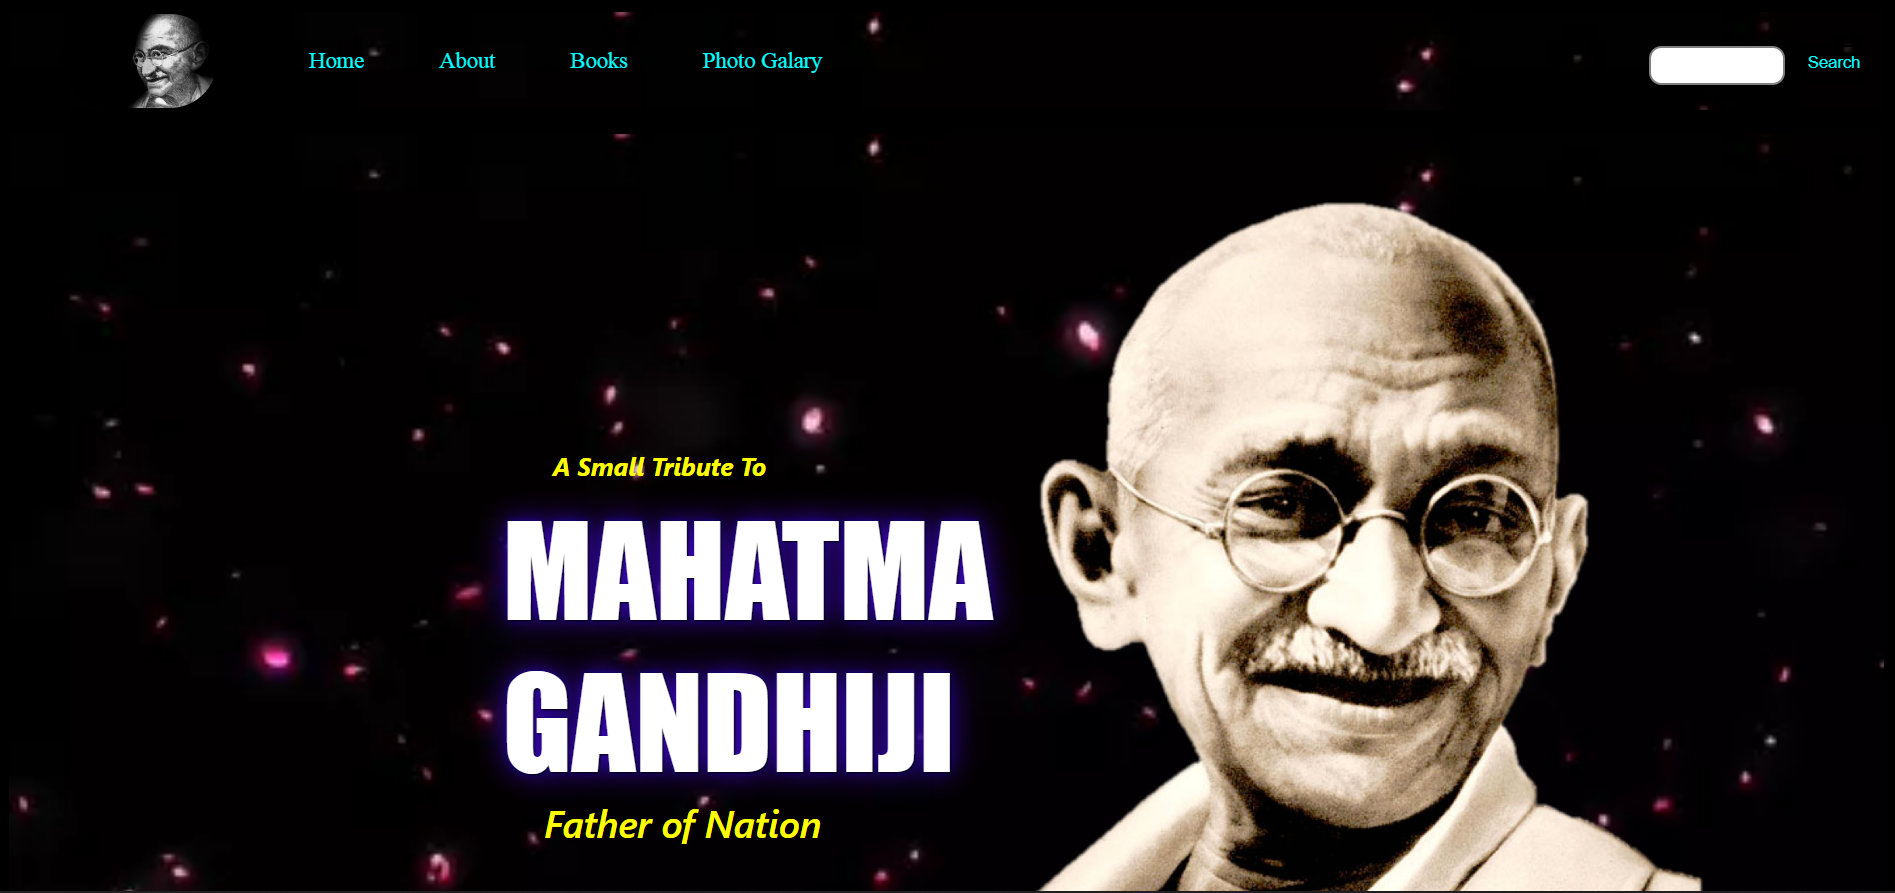 Home About Books Photo Galary Search
A Small Tribute To
MAHATMA
GANDHIJI
Father of Nation